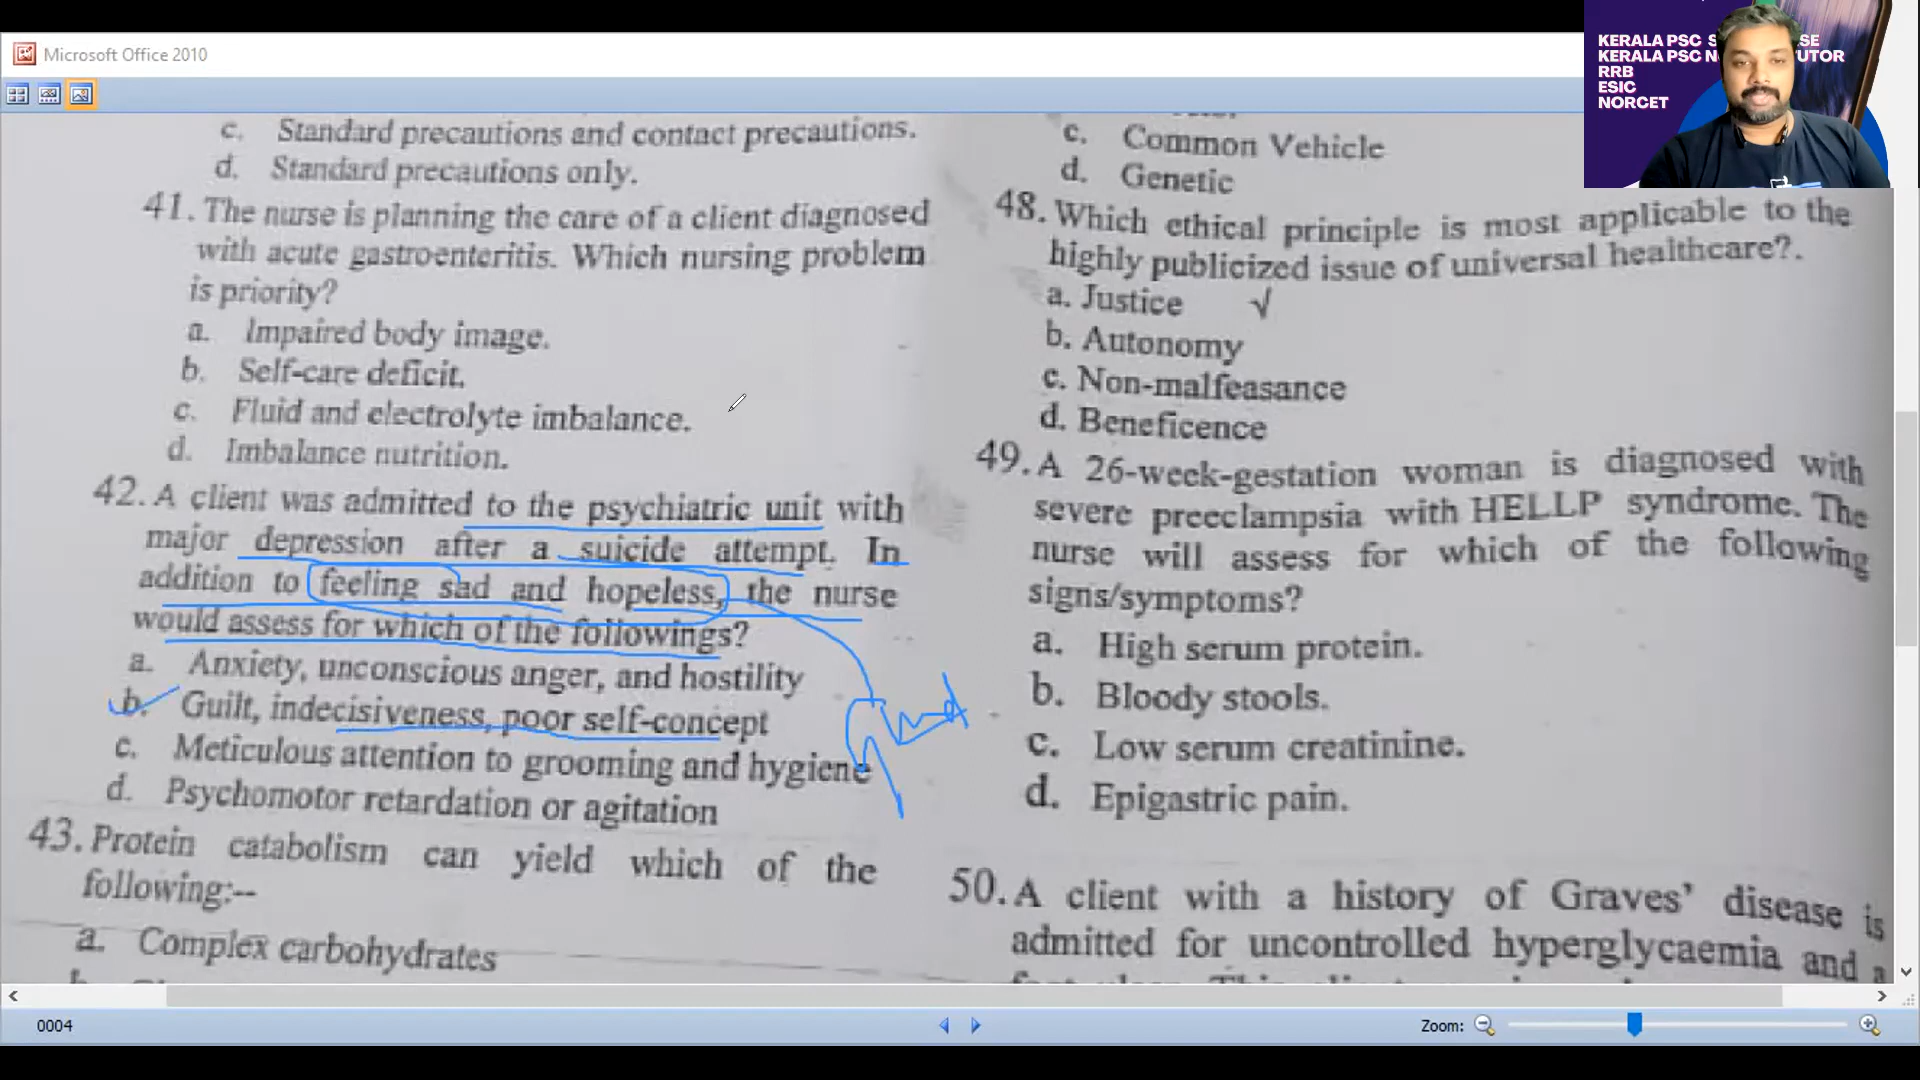 Microsoft Office 2010
KERALA PSC
KERALA PSC
RRB
ESIC
NORCET
c. Standard precautions and contact precautions.
d. Standard precautions only.
41. The nurse is planning the care of a client diagnosed
with acute gastroenteritis. Which nursing problem
is priority?
a. Impaired body image.
b. Self-care deficit.
c. Fluid and electrolyte imbalance.
d. Imbalance nutrition.
42. A client was admitted to the psychiatric unit with
major depression after a suicide attempt. In
addition to feeling sad and hopeless, the nurse
would assess for which of the followings?
a. Anxiety, unconscious anger, and hostility
b. Guilt, indecisiveness, poor self-concept
c. Meticulous attention to grooming and hygiene
d. Psychomotor retardation or agitation
43. Protein catabolism can yield which of the
following:--
a. Complex carbohydrates
c. Common Vehicle
d. Genetic
48. Which ethical principle is most applicable to the
highly publicized issue of universal healthcare?.
a. Justice √
b. Autonomy
c. Non-malfeasance
d. Beneficence
49. A 26-week-gestation woman is diagnosed with
severe preeclampsia with HELLP syndrome. The
nurse will assess for which of the following
signs/symptoms?
a. High serum protein.
b. Bloody stools.
c. Low serum creatinine.
d. Epigastric pain.
50. A client with a history of Graves' disease is
admitted for uncontrolled hyperglycaemia and a
0004
Zoom: